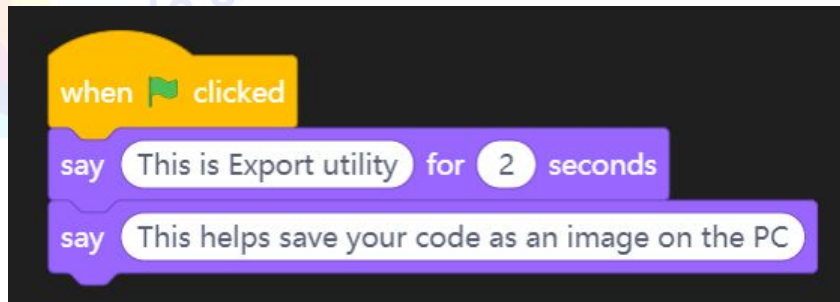 when clicked
say This is Export utility for 2 seconds
say This helps save your code as an image on the PC